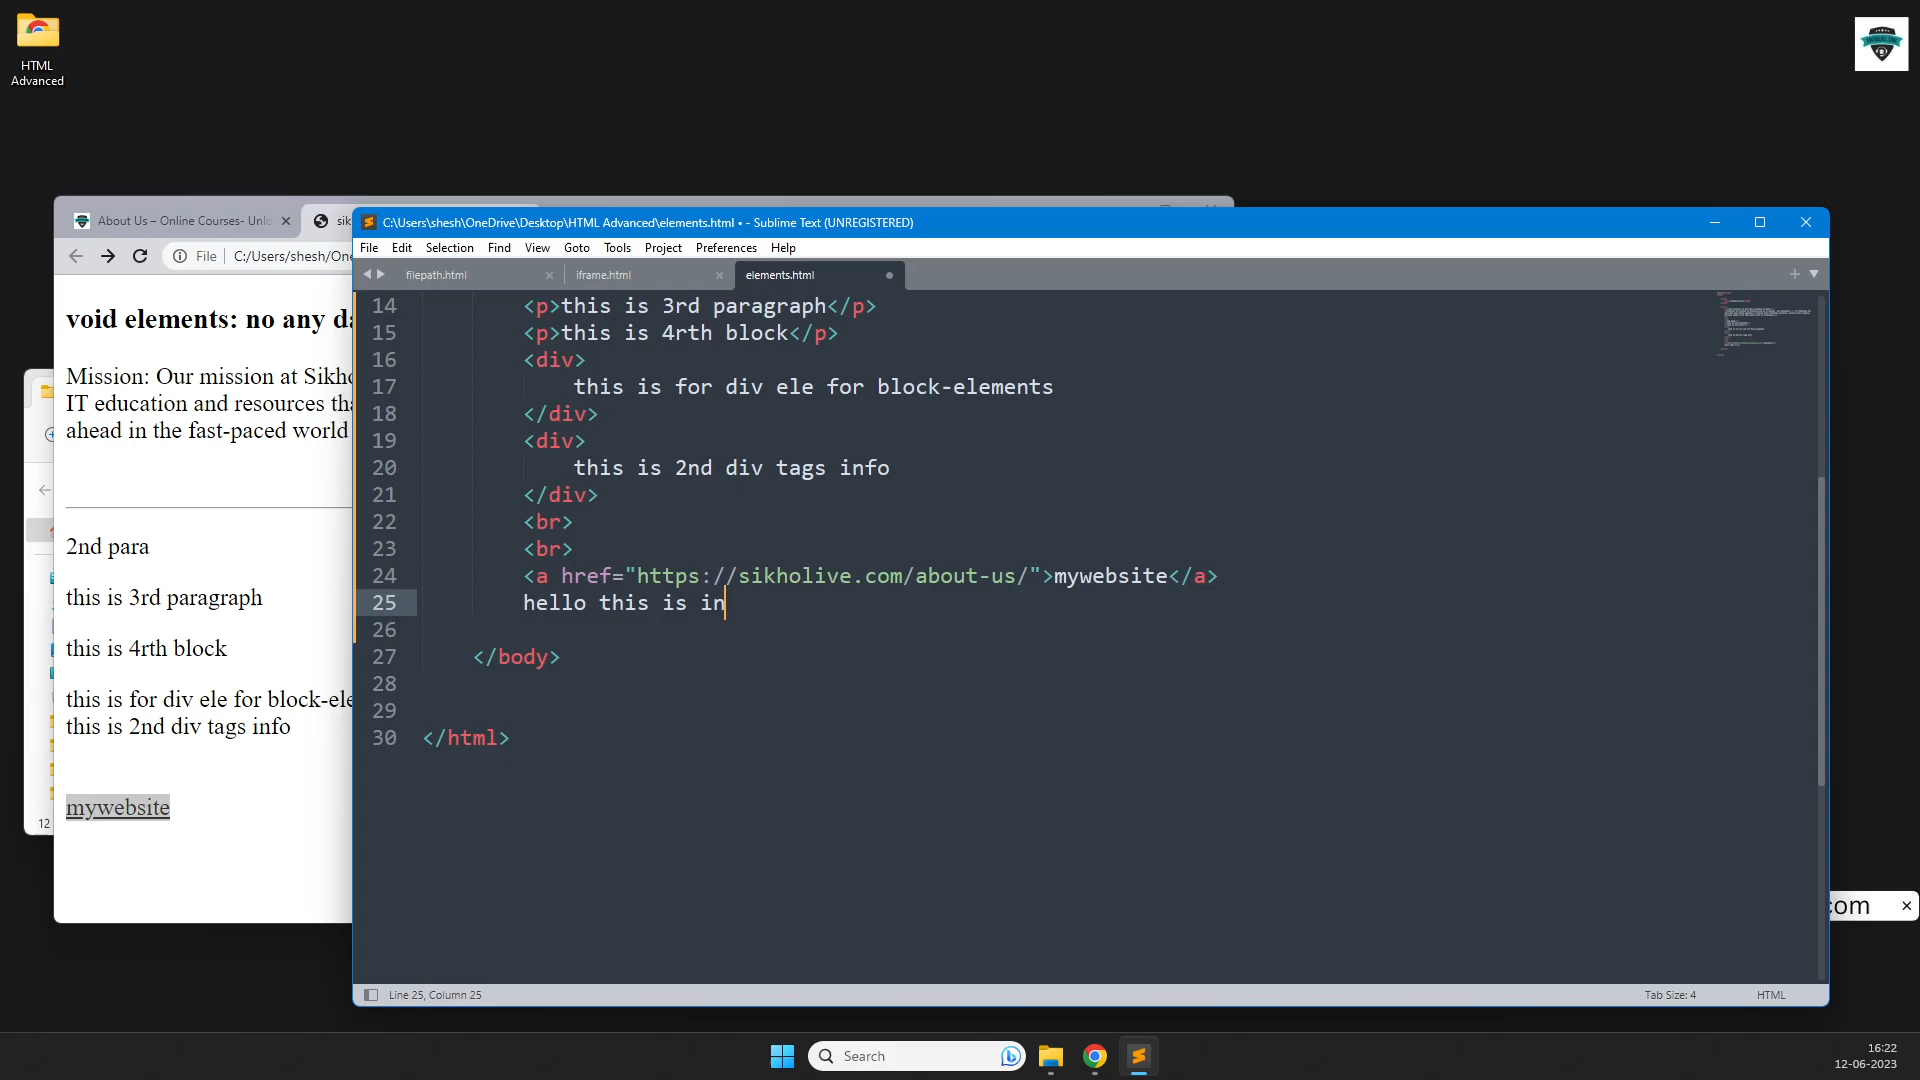 HTML
Advanced
About Us – Online Courses- Unlo
sik
File
C:/Users/shesh/One
void elements: no any da
Mission: Our mission at Sikho
IT education and resources tha
ahead in the fast-paced world
2nd para
this is 3rd paragraph
this is 4rth block
this is for div ele for block-ele
this is 2nd div tags info
mywebsite
12
C:\Users\shesh\OneDrive\Desktop\HTML Advanced\elements.html • - Sublime Text (UNREGISTERED)
File Edit Selection Find View Goto Tools Project Preferences Help
filepath.html
iframe.html
elements.html
14 <p>this is 3rd paragraph</p>
15 <p>this is 4rth block</p>
16 <div>
17 this is for div ele for block-elements
18 </div>
19 <div>
20 this is 2nd div tags info
21 </div>
22 <br>
23 <br>
24 <a href="https://sikholive.com/about-us/">mywebsite</a>
25 hello this is in
26
27 </body>
28
29
30 </html>
Line 25, Column 25
Tab Size: 4
HTML
com
Search
16:22
12-06-2023